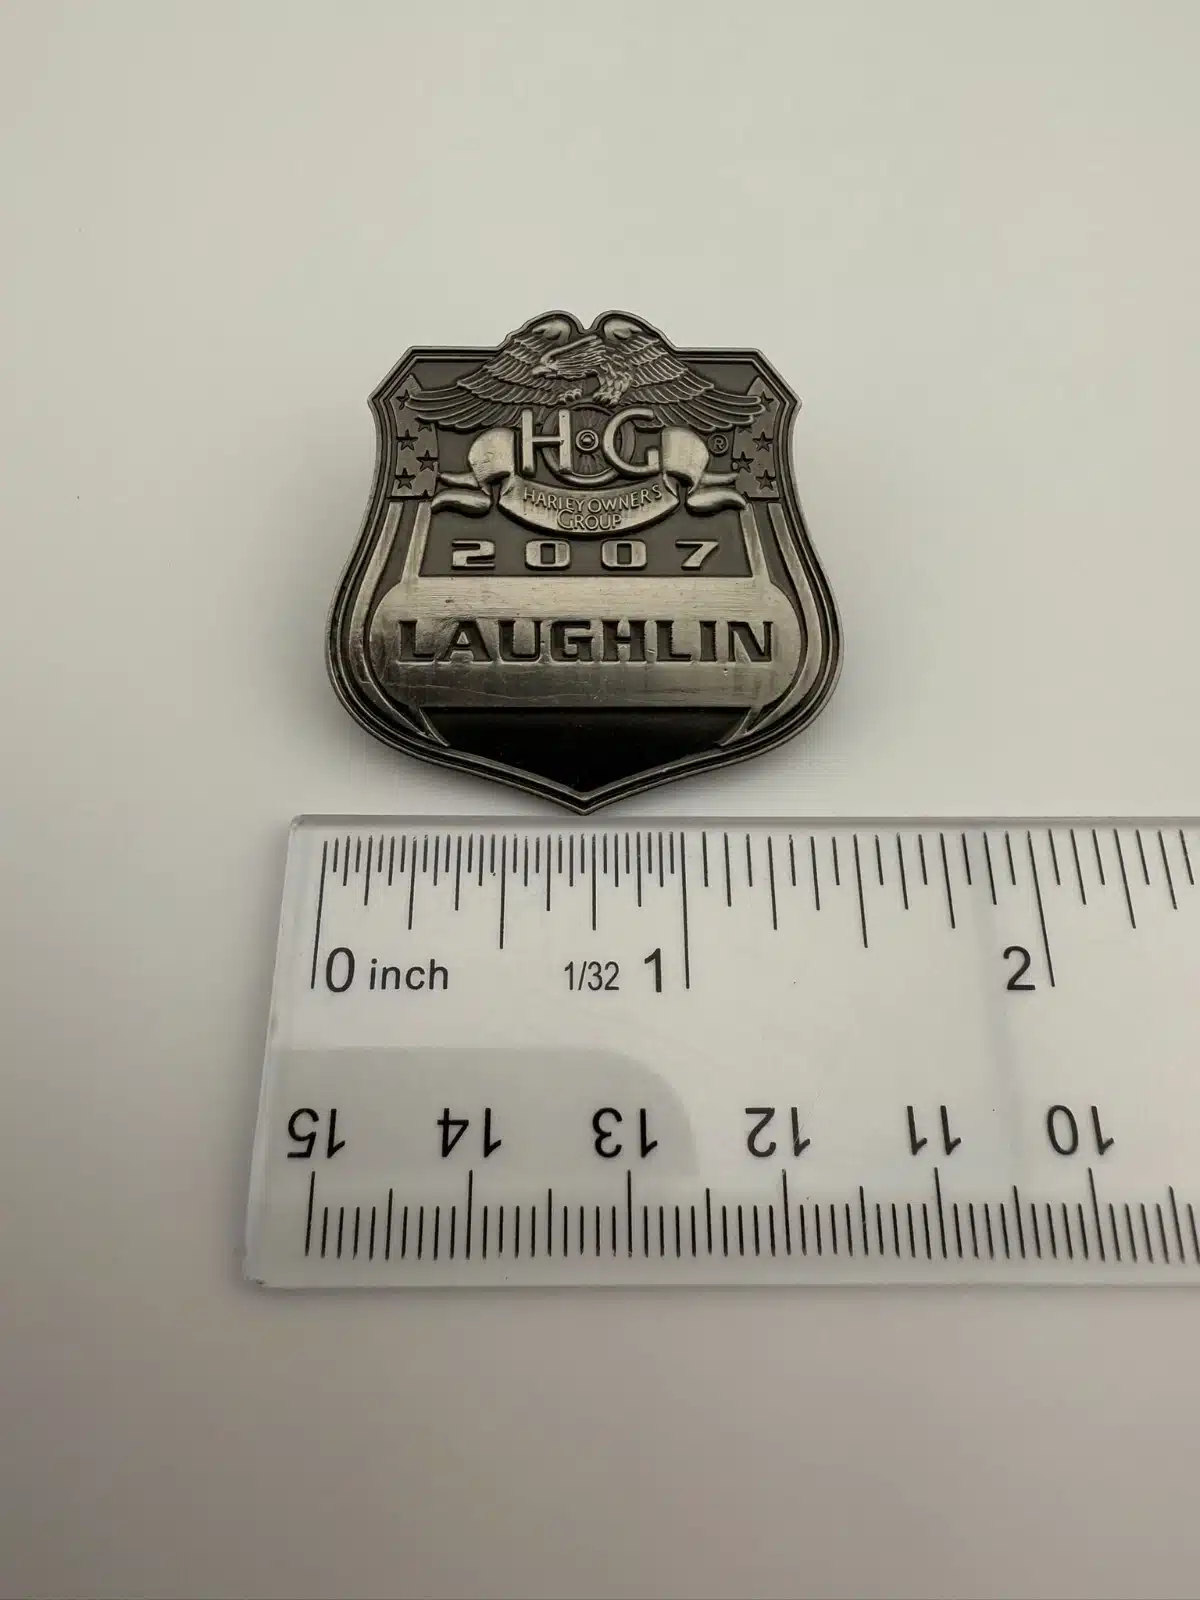 H•G ®
HARLEY OWNERS
GROUP
2007
LAUGHLIN
0 inch 1/32 1 2
15 14 13 12 11 10